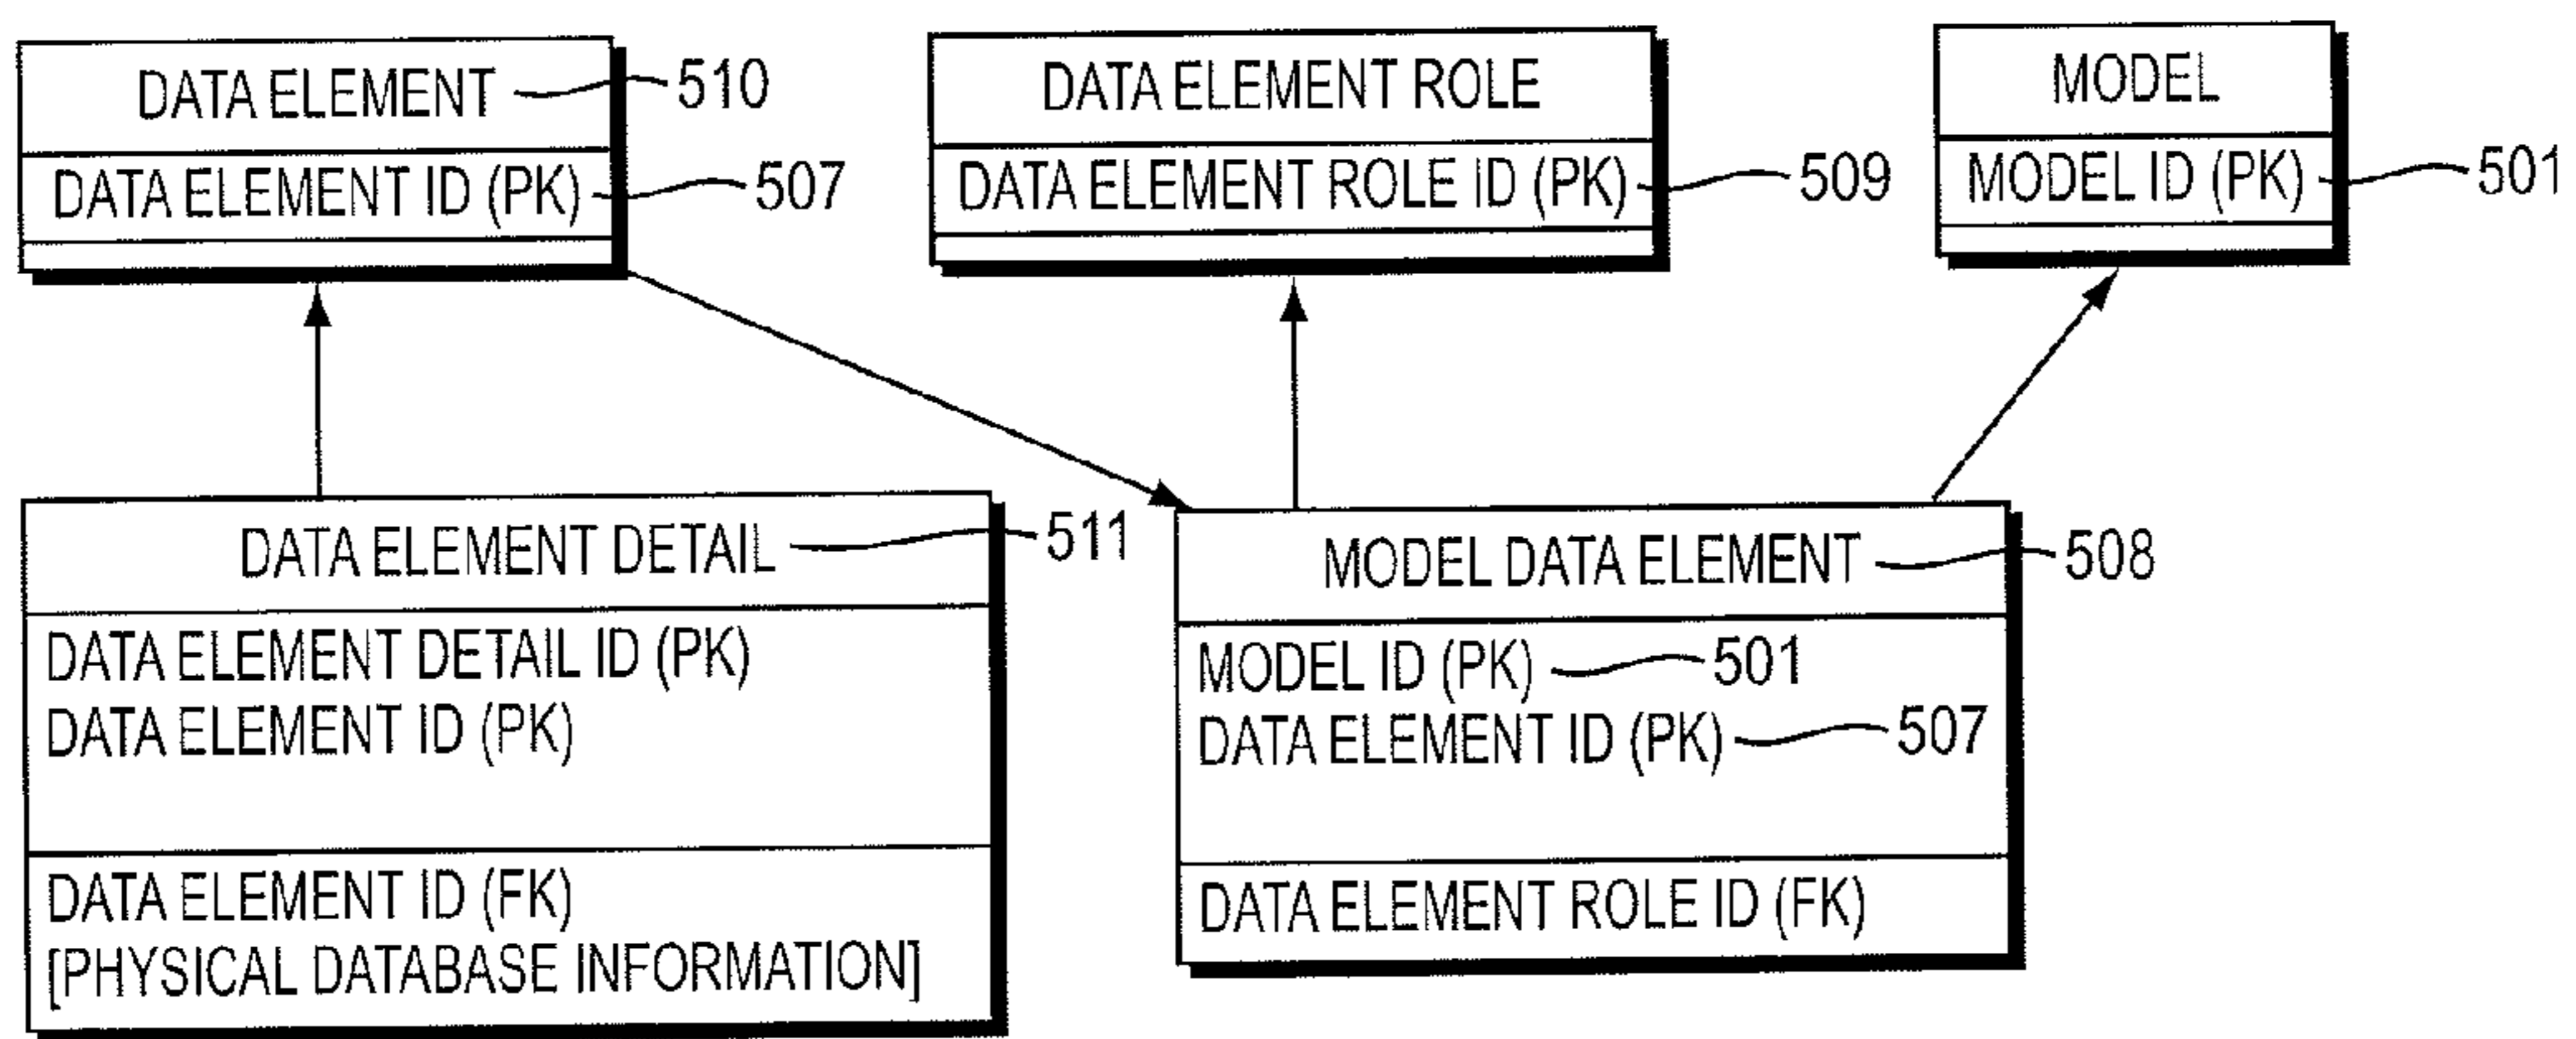 DATA ELEMENT 510
DATA ELEMENT ID (PK) 507
DATA ELEMENT ROLE
DATA ELEMENT ROLE ID (PK) 509
MODEL
MODEL ID (PK) 501
DATA ELEMENT DETAIL 511
DATA ELEMENT DETAIL ID (PK)
DATA ELEMENT ID (PK)
DATA ELEMENT ID (FK)
[PHYSICAL DATABASE INFORMATION]
MODEL DATA ELEMENT 508
MODEL ID (PK) 501
DATA ELEMENT ID (PK) 507
DATA ELEMENT ROLE ID (FK)